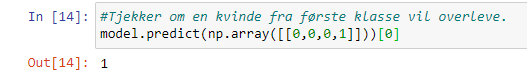 In [14]: #Tjekker om en kvinde fra første klasse vil overleve.
model.predict(np.array([[0,0,0,1]]))[0]
Out[14]: 1